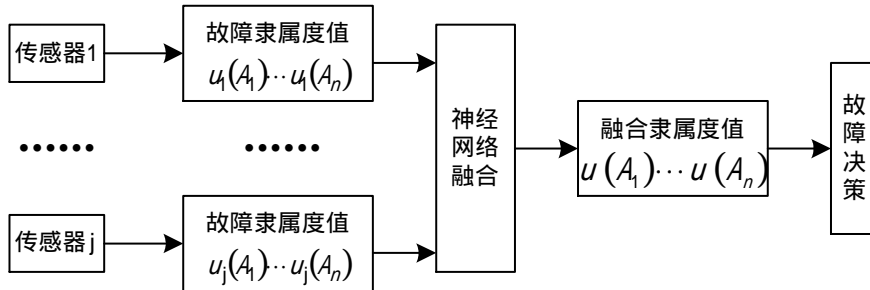 传感器1
故障隶属度值
u₁(A₁)···u₁(Aₙ)
······
······
传感器j
故障隶属度值
uⱼ(A₁)···uⱼ(Aₙ)
神经
网络
融合
融合隶属度值
u(A₁)···u(Aₙ)
故
障
决
策